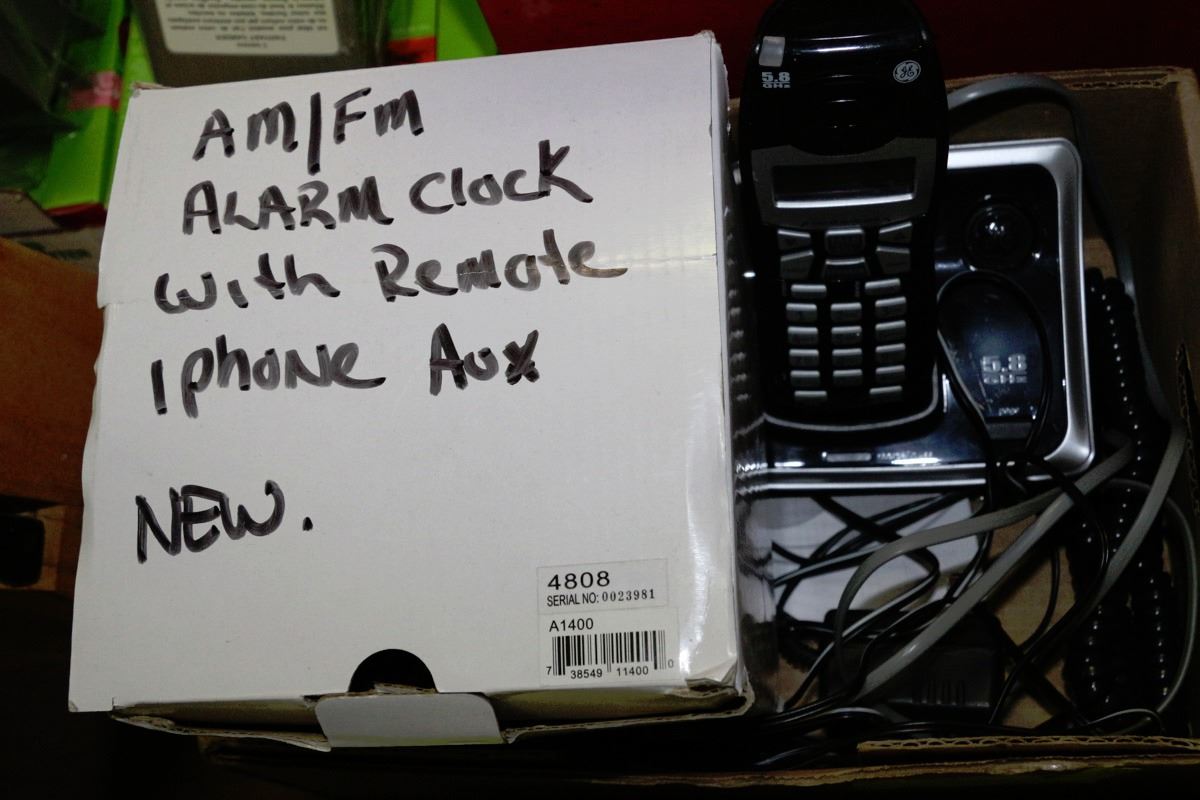 Am/Fm
ALARM Clock
with Remote
Iphone Aux
NEW.
4808
SERIAL NO: 0023981
A1400
7 38549 11400 0
5.8
GHz
GE
5.8
GHz